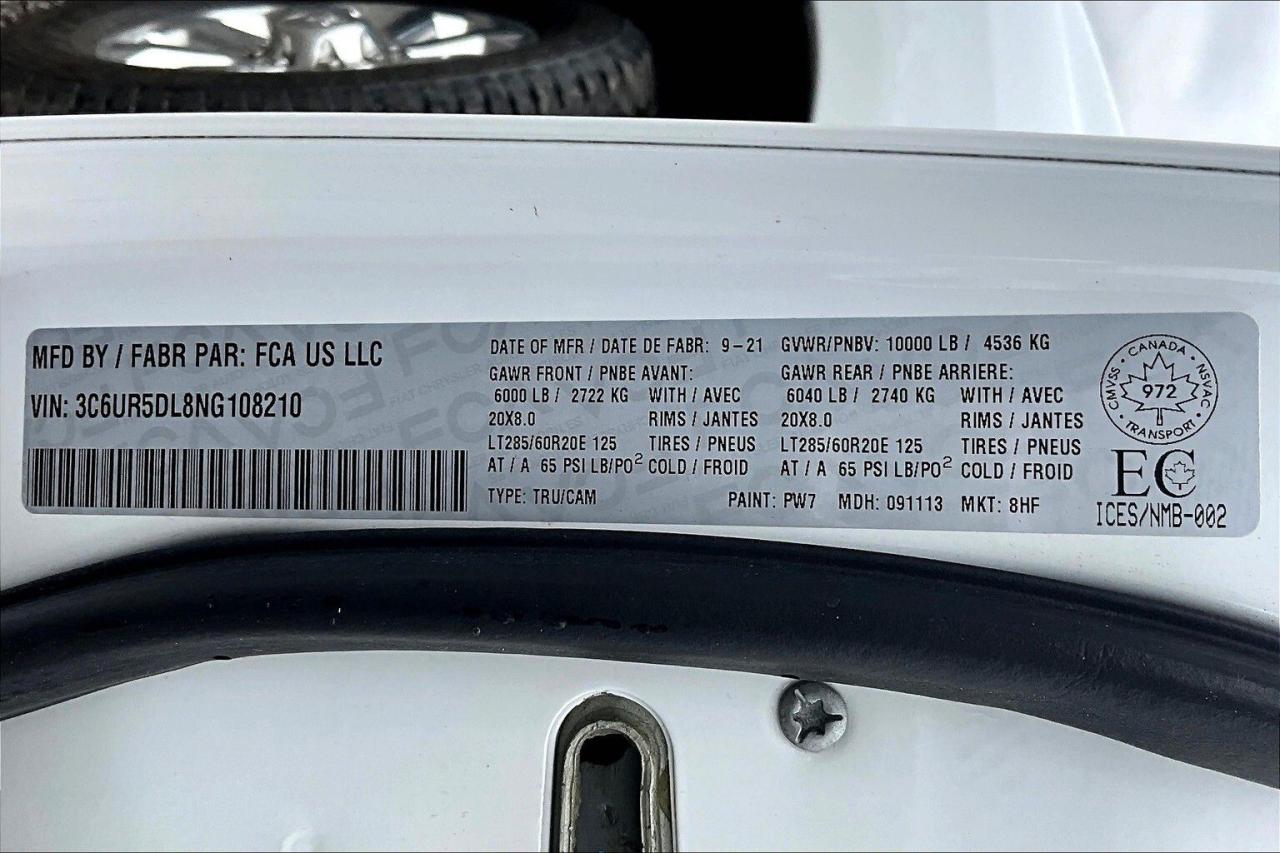 MFD BY / FABR PAR: FCA US LLC
VIN: 3C6UR5DL8NG108210
DATE OF MFR / DATE DE FABR: 9-21 GVWR/PNBV: 10000 LB / 4536 KG
GAWR FRONT / PNBE AVANT: GAWR REAR / PNBE ARRIERE:
6000 LB / 2722 KG WITH / AVEC 6040 LB / 2740 KG WITH / AVEC
20X8.0 RIMS / JANTES 20X8.0 RIMS / JANTES
LT285/60R20E 125 TIRES / PNEUS LT285/60R20E 125 TIRES / PNEUS
AT / A 65 PSI LB/PO² COLD / FROID AT / A 65 PSI LB/PO² COLD / FROID
TYPE: TRU/CAM PAINT: PW7 MDH: 091113 MKT: 8HF
CANADA
CMVSS 972 NSVAC
TRANSPORT
EC
ICES/NMB-002